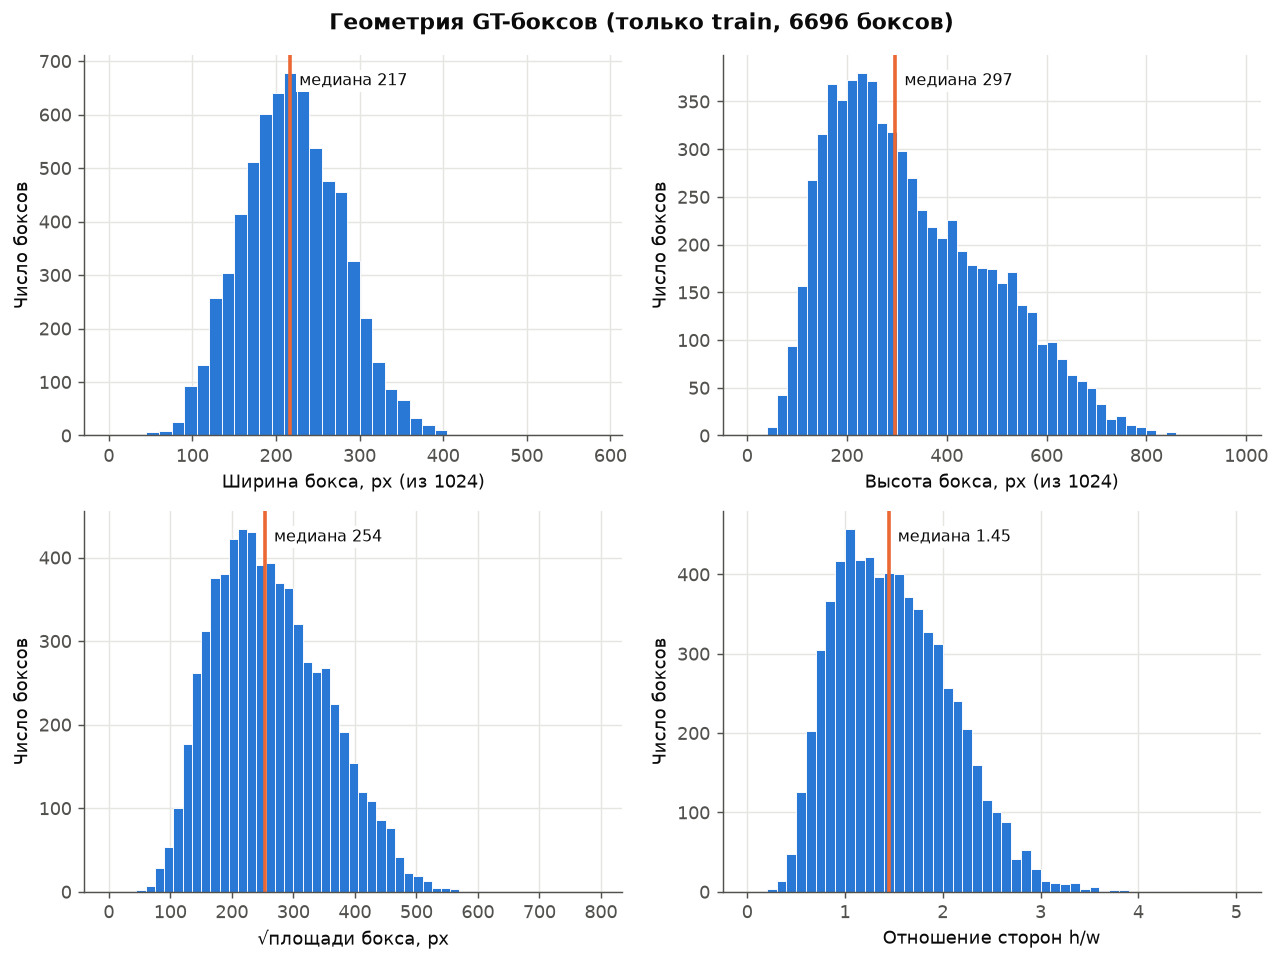 Геометрия GT-боксов (только train, 6696 боксов)
700
600
500
400
300
200
100
0
Число боксов
медиана 217
0 100 200 300 400 500 600
Ширина бокса, px (из 1024)
350
300
250
200
150
100
50
0
Число боксов
медиана 297
0 200 400 600 800 1000
Высота бокса, px (из 1024)
400
300
200
100
0
Число боксов
медиана 254
0 100 200 300 400 500 600 700 800
√площади бокса, px
400
300
200
100
0
Число боксов
медиана 1.45
0 1 2 3 4 5
Отношение сторон h/w